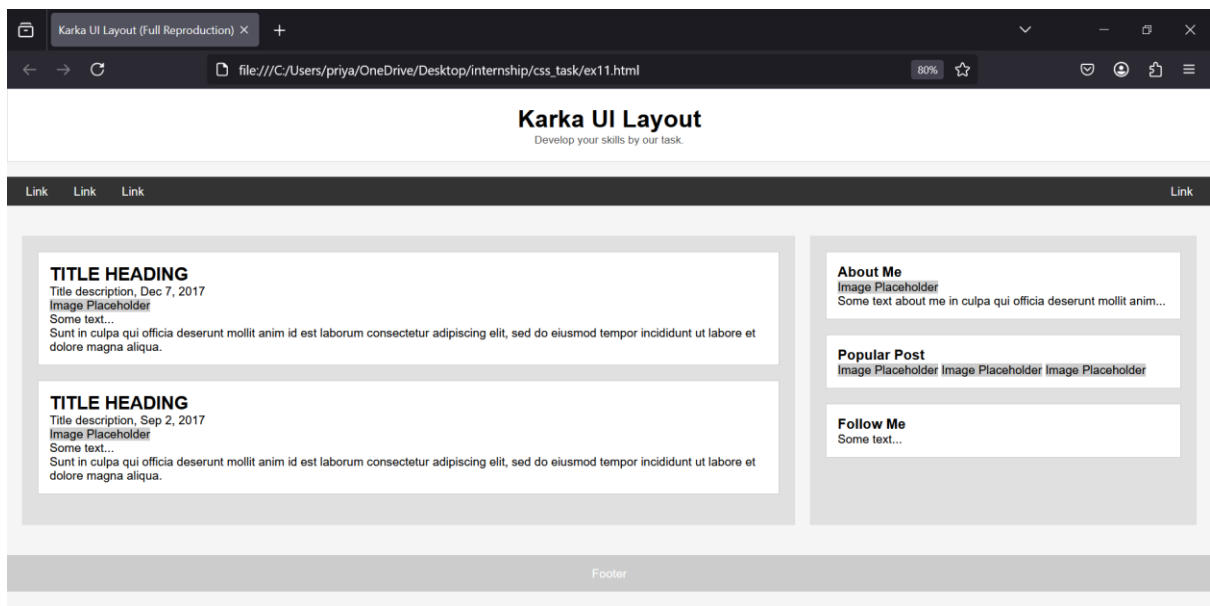 Karka UI Layout (Full Reproduction)
file:///C:/Users/priya/OneDrive/Desktop/internship/css_task/ex11.html
80%
Karka UI Layout
Develop your skills by our task.
Link Link Link Link
TITLE HEADING
Title description, Dec 7, 2017
Image Placeholder
Some text...
Sunt in culpa qui officia deserunt mollit anim id est laborum consectetur adipiscing elit, sed do eiusmod tempor incididunt ut labore et
dolore magna aliqua.
TITLE HEADING
Title description, Sep 2, 2017
Image Placeholder
Some text...
Sunt in culpa qui officia deserunt mollit anim id est laborum consectetur adipiscing elit, sed do eiusmod tempor incididunt ut labore et
dolore magna aliqua.
About Me
Image Placeholder
Some text about me in culpa qui officia deserunt mollit anim...
Popular Post
Image Placeholder Image Placeholder Image Placeholder
Follow Me
Some text...
Footer